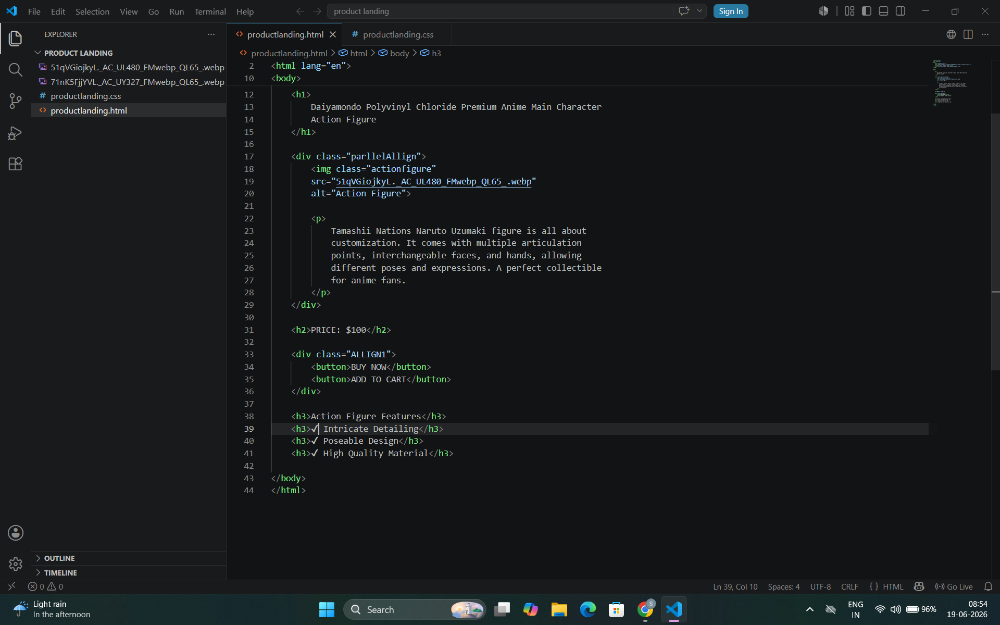 File Edit Selection View Go Run Terminal Help
product landing
Sign In
EXPLORER
PRODUCT LANDING
51qVGiojkyL._AC_UL480_FMwebp_QL65_.webp
71nK5FjjYVL._AC_UY327_FMwebp_QL65_.webp
# productlanding.css
<> productlanding.html
OUTLINE
TIMELINE
<> productlanding.html
# productlanding.css
<> productlanding.html > html > body > h3
2 <html lang="en">
10 <body>
12 <h1>
13 Daiyamondo Polyvinyl Chloride Premium Anime Main Character
14 Action Figure
15 </h1>
16
17 <div class="parllelAllign">
18 <img class="actionfigure"
19 src="51qVGiojkyL._AC_UL480_FMwebp_QL65_.webp"
20 alt="Action Figure">
21
22 <p>
23 Tamashii Nations Naruto Uzumaki figure is all about
24 customization. It comes with multiple articulation
25 points, interchangeable faces, and hands, allowing
26 different poses and expressions. A perfect collectible
27 for anime fans.
28 </p>
29 </div>
30
31 <h2>PRICE: $100</h2>
32
33 <div class="ALLIGN1">
34 <button>BUY NOW</button>
35 <button>ADD TO CART</button>
36 </div>
37
38 <h3>Action Figure Features</h3>
39 <h3>✓ Intricate Detailing</h3>
40 <h3>✓ Poseable Design</h3>
41 <h3>✓ High Quality Material</h3>
42
43 </body>
44 </html>
0 0
Ln 39, Col 10 Spaces: 4 UTF-8 CRLF { } HTML Go Live
Light rain
In the afternoon
Search
S
ENG
IN
96%
08:54
19-06-2026